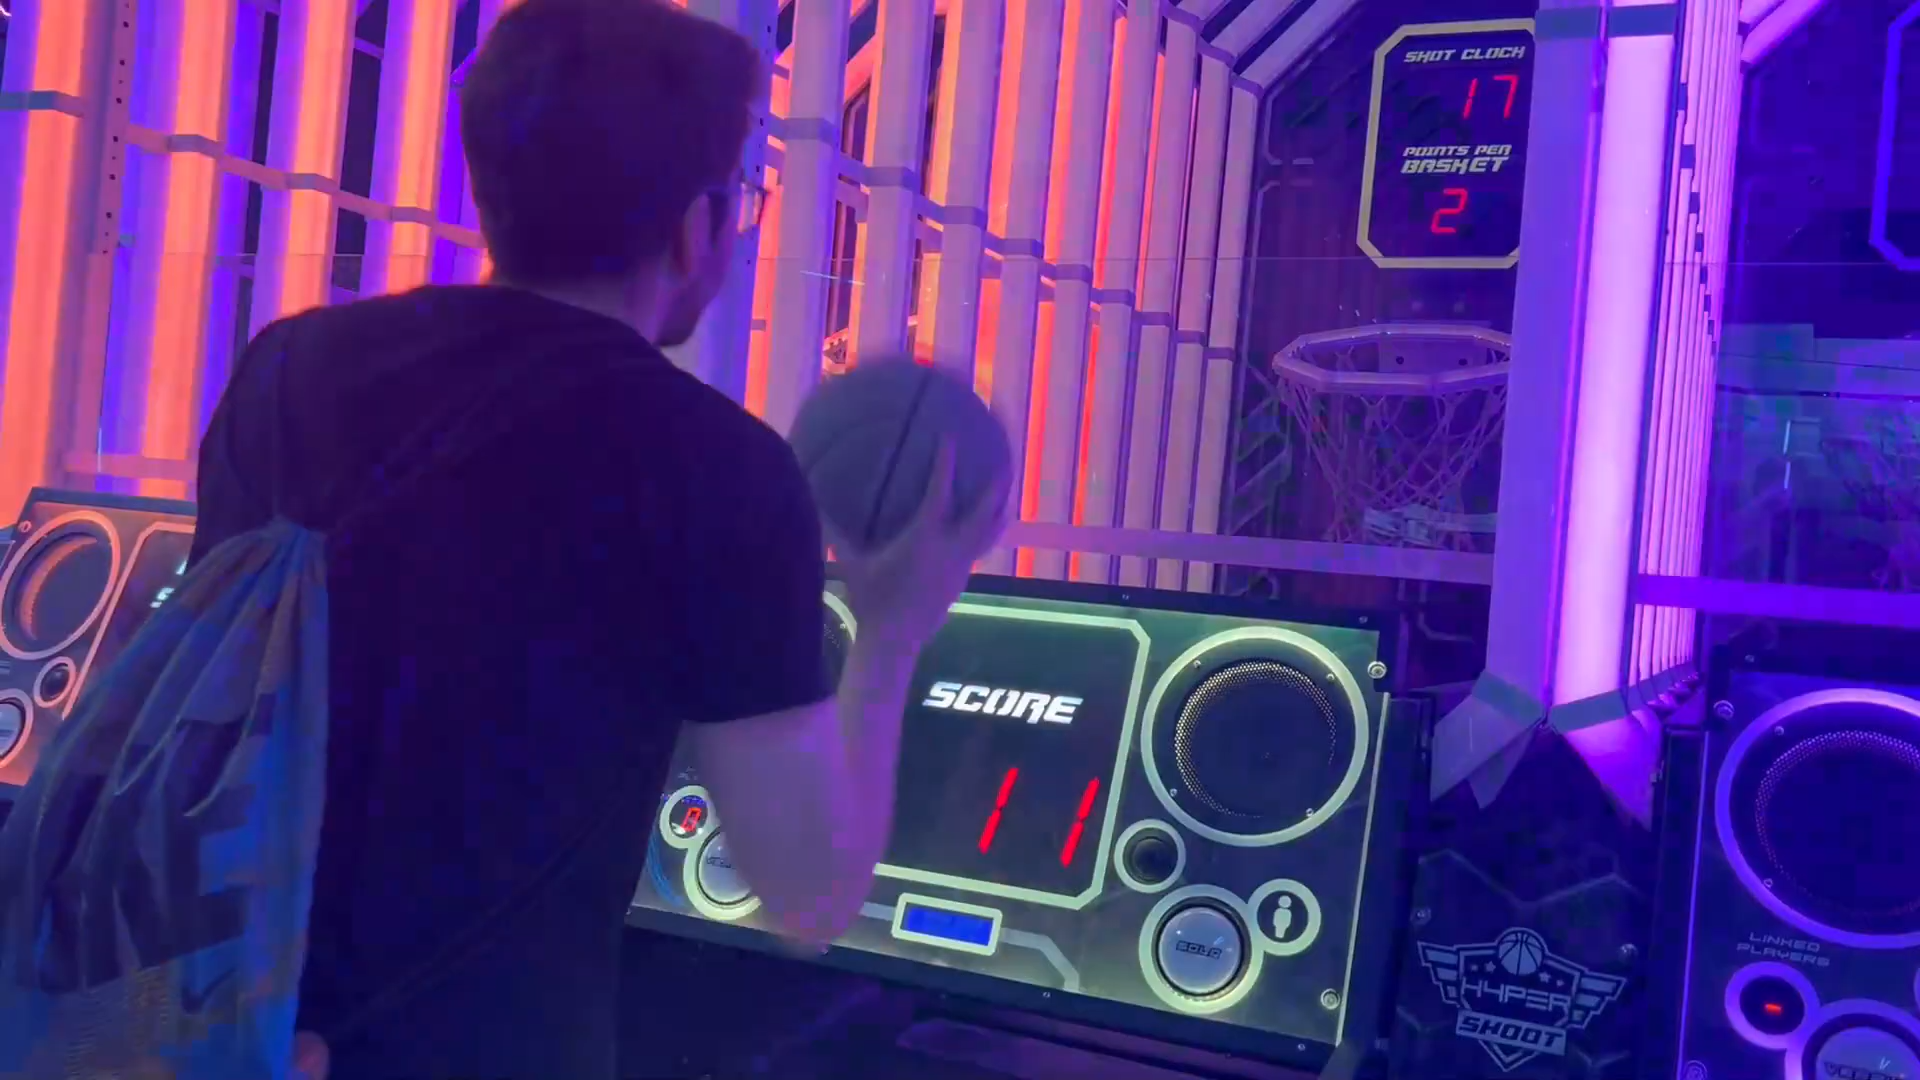 SHOT CLOCK
17
POINTS PER
BASKET
2
SCORE
11
SOLO
LINKED
PLAYERS
HYPER
SHOOT